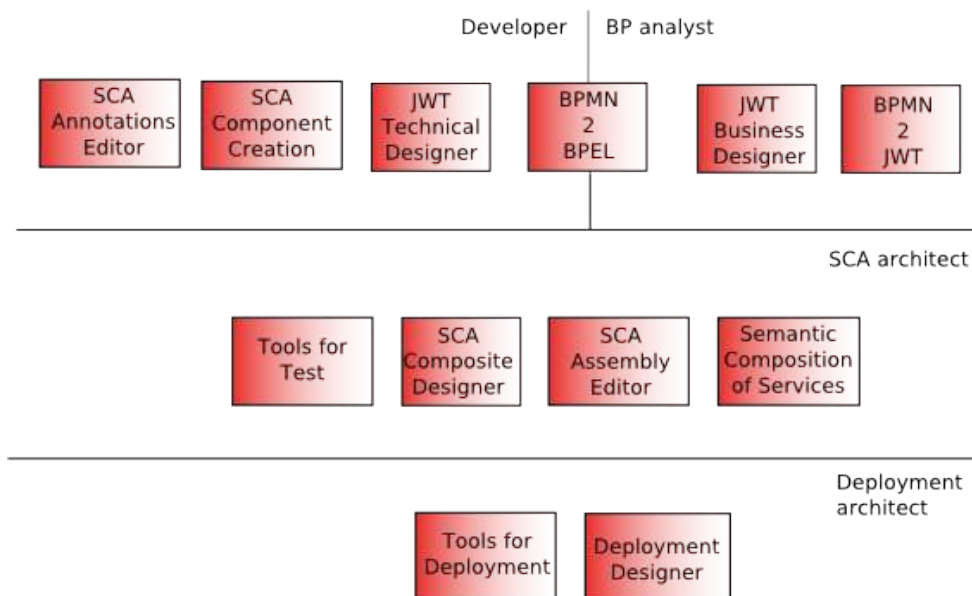 Developer
BP analyst
SCA
Annotations
Editor
SCA
Component
Creation
JWT
Technical
Designer
BPMN
2
BPEL
JWT
Business
Designer
BPMN
2
JWT
SCA architect
Tools for
Test
SCA
Composite
Designer
SCA
Assembly
Editor
Semantic
Composition
of Services
Deployment
architect
Tools for
Deployment
Deployment
Designer